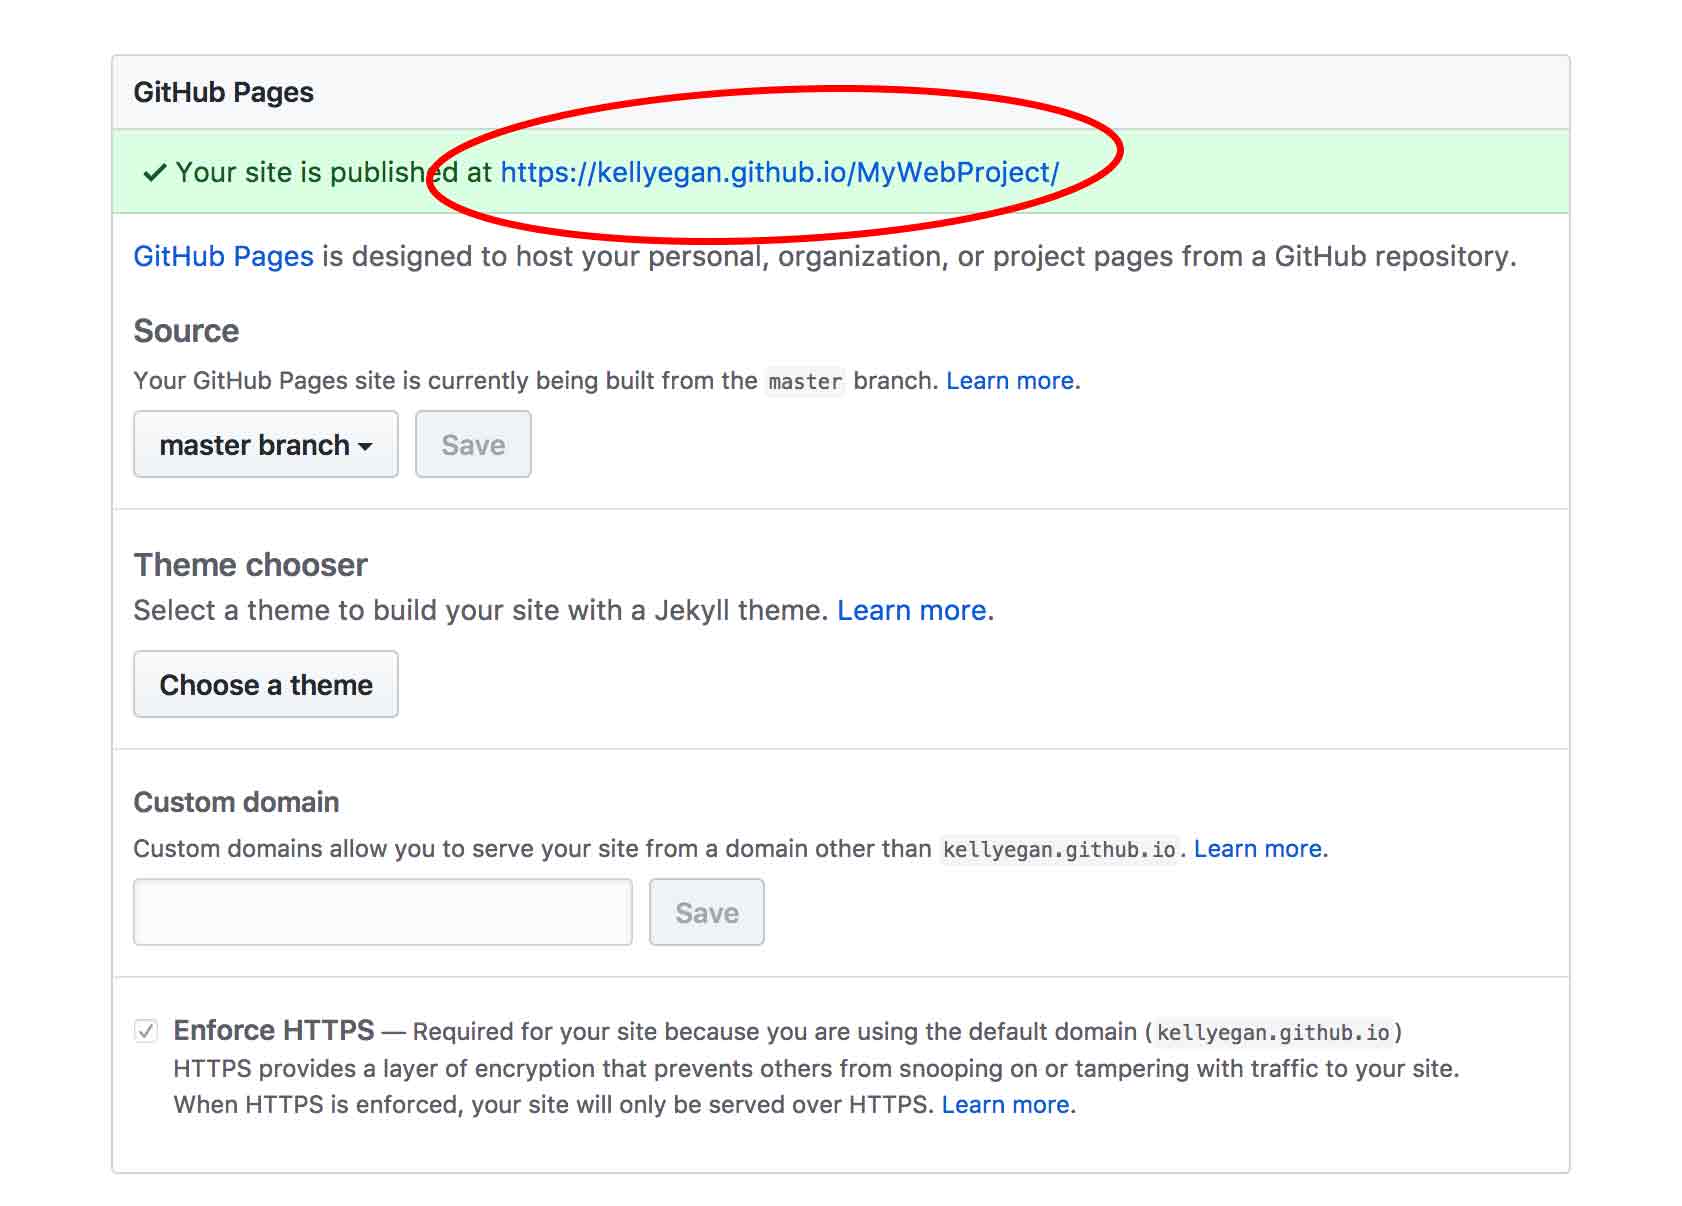 GitHub Pages
Your site is published at https://kellyegan.github.io/MyWebProject/
GitHub Pages is designed to host your personal, organization, or project pages from a GitHub repository.
Source
Your GitHub Pages site is currently being built from the master branch. Learn more.
master branch
Save
Theme chooser
Select a theme to build your site with a Jekyll theme. Learn more.
Choose a theme
Custom domain
Custom domains allow you to serve your site from a domain other than kellyegan.github.io. Learn more.
Save
Enforce HTTPS — Required for your site because you are using the default domain (kellyegan.github.io)
HTTPS provides a layer of encryption that prevents others from snooping on or tampering with traffic to your site.
When HTTPS is enforced, your site will only be served over HTTPS. Learn more.